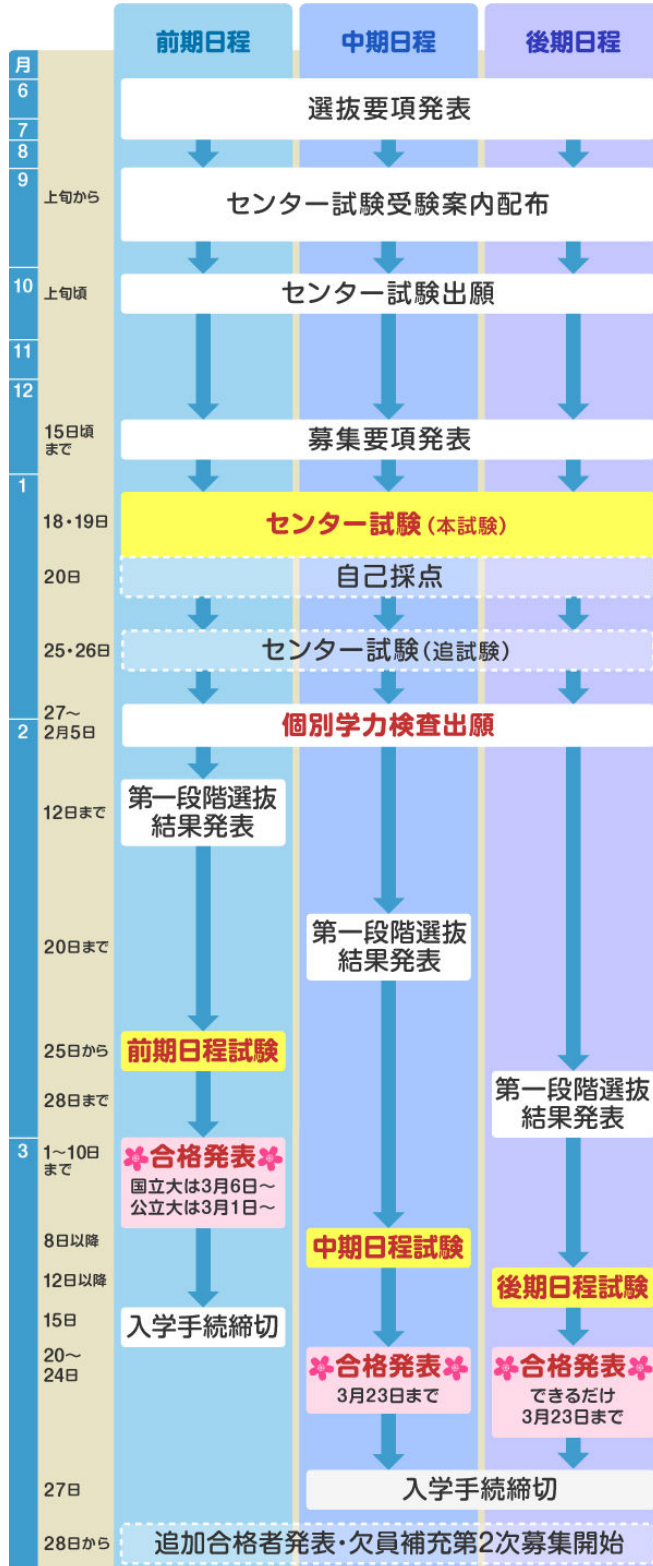 前期日程
中期日程
後期日程
月
6
選抜要項発表
7
8
9
上旬から
センター試験受験案内配布
10
上旬頃
センター試験出願
11
12
15日頃
まで
募集要項発表
1
18・19日
センター試験(本試験)
20日
自己採点
25・26日
センター試験(追試験)
27〜
2月5日
個別学力検査出願
2
12日まで
第一段階選抜
結果発表
20日まで
第一段階選抜
結果発表
25日から
前期日程試験
28日まで
第一段階選抜
結果発表
3
1〜10日
まで
合格発表
国立大は3月6日〜
公立大は3月1日〜
8日以降
中期日程試験
12日以降
後期日程試験
15日
入学手続締切
20〜
24日
合格発表
3月23日まで
合格発表
できるだけ
3月23日まで
27日
入学手続締切
28日から
追加合格者発表・欠員補充第2次募集開始